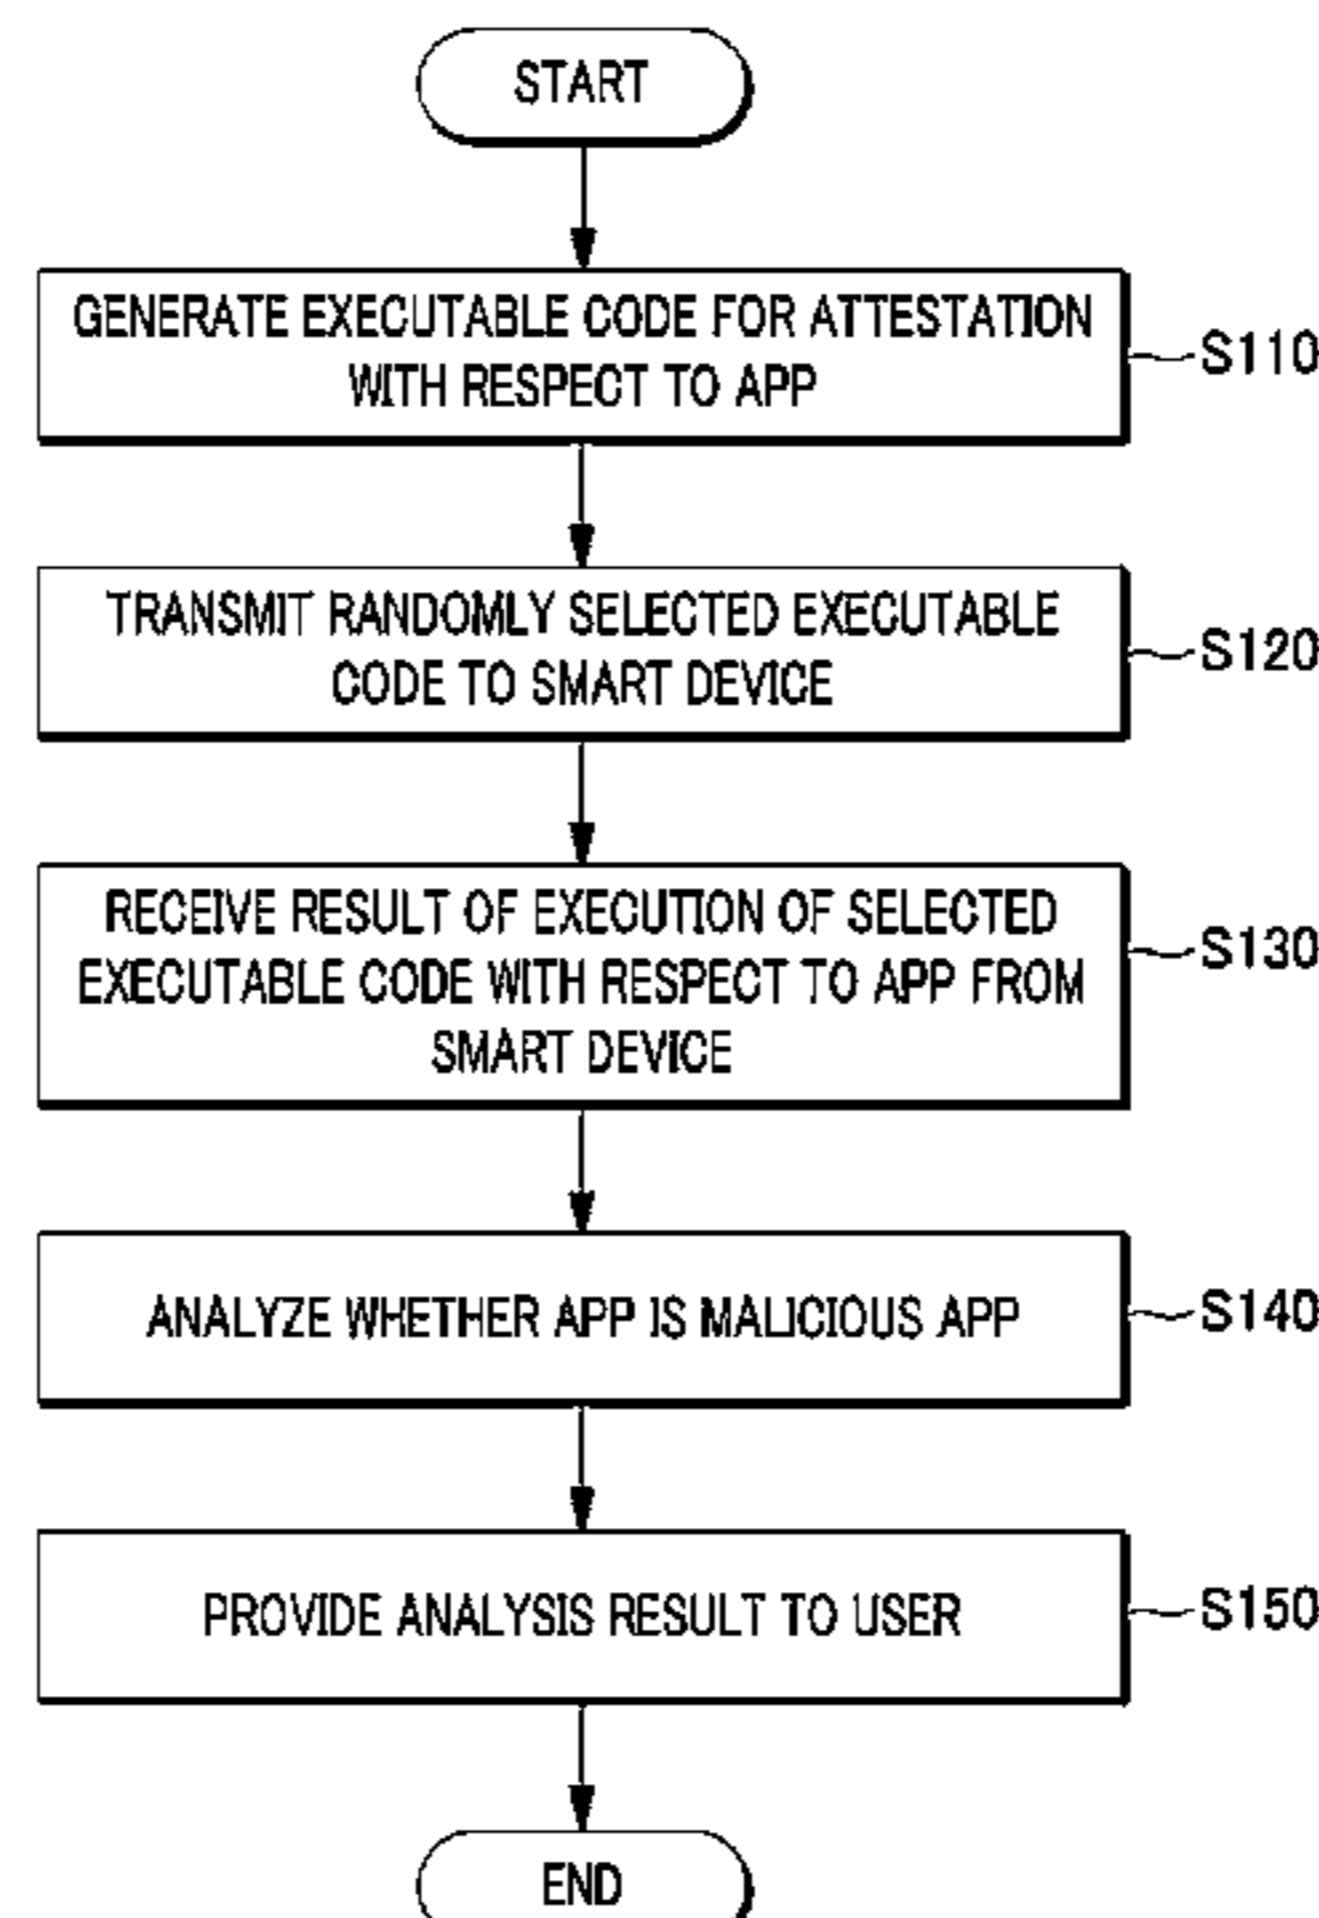 START
GENERATE EXECUTABLE CODE FOR ATTESTATION
WITH RESPECT TO APP
S110
TRANSMIT RANDOMLY SELECTED EXECUTABLE
CODE TO SMART DEVICE
S120
RECEIVE RESULT OF EXECUTION OF SELECTED
EXECUTABLE CODE WITH RESPECT TO APP FROM
SMART DEVICE
S130
ANALYZE WHETHER APP IS MALICIOUS APP
S140
PROVIDE ANALYSIS RESULT TO USER
S150
END